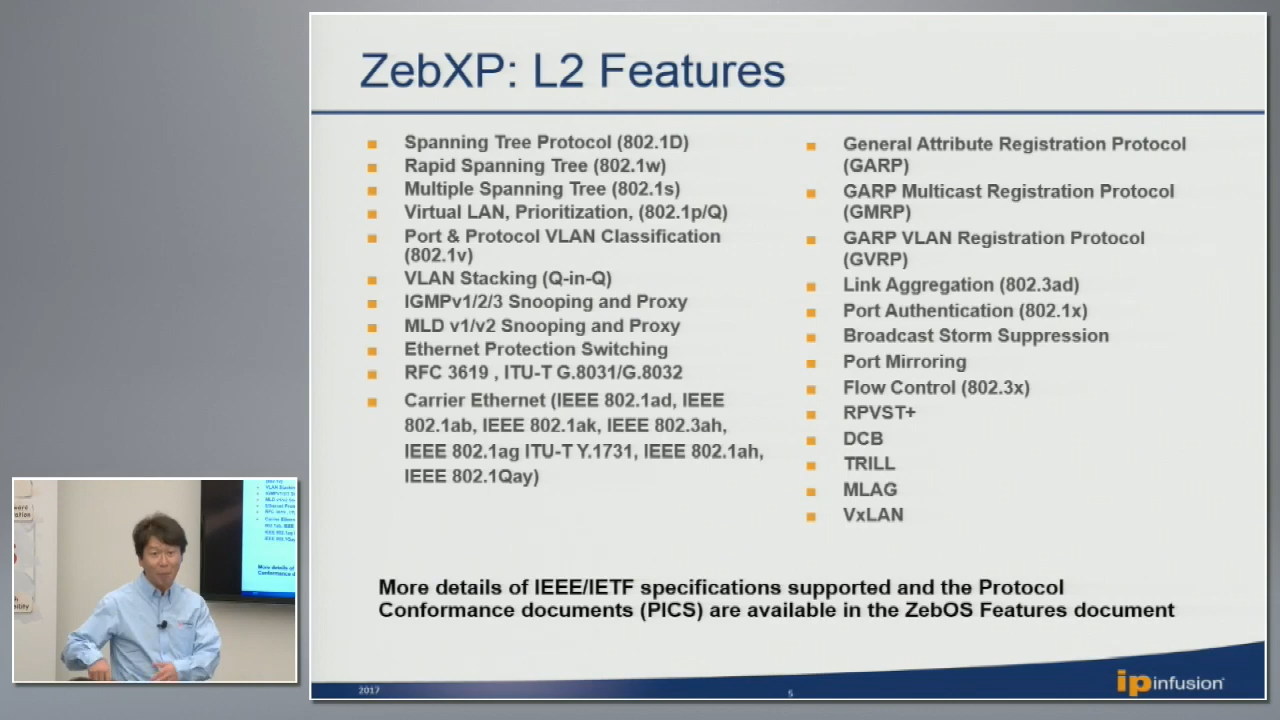 ZebXP: L2 Features
Spanning Tree Protocol (802.1D)
Rapid Spanning Tree (802.1w)
Multiple Spanning Tree (802.1s)
Virtual LAN, Prioritization, (802.1p/Q)
Port & Protocol VLAN Classification
(802.1v)
VLAN Stacking (Q-in-Q)
IGMPv1/2/3 Snooping and Proxy
MLD v1/v2 Snooping and Proxy
Ethernet Protection Switching
RFC 3619 , ITU-T G.8031/G.8032
Carrier Ethernet (IEEE 802.1ad, IEEE
802.1ab, IEEE 802.1ak, IEEE 802.3ah,
IEEE 802.1ag ITU-T Y.1731, IEEE 802.1ah,
IEEE 802.1Qay)
General Attribute Registration Protocol
(GARP)
GARP Multicast Registration Protocol
(GMRP)
GARP VLAN Registration Protocol
(GVRP)
Link Aggregation (802.3ad)
Port Authentication (802.1x)
Broadcast Storm Suppression
Port Mirroring
Flow Control (802.3x)
RPVST+
DCB
TRILL
MLAG
VxLAN
More details of IEEE/IETF specifications supported and the Protocol
Conformance documents (PICS) are available in the ZebOS Features document
2017
5
ipinfusion